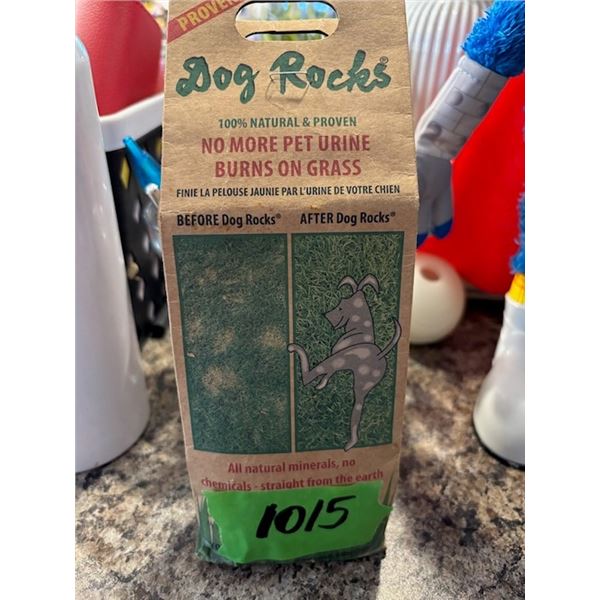 PROVEN
Dog Rocks®
100% NATURAL & PROVEN
NO MORE PET URINE
BURNS ON GRASS
FINIE LA PELOUSE JAUNIE PAR L'URINE DE VOTRE CHIEN
BEFORE Dog Rocks® AFTER Dog Rocks®
All natural minerals, no
chemicals - straight from the earth
1015